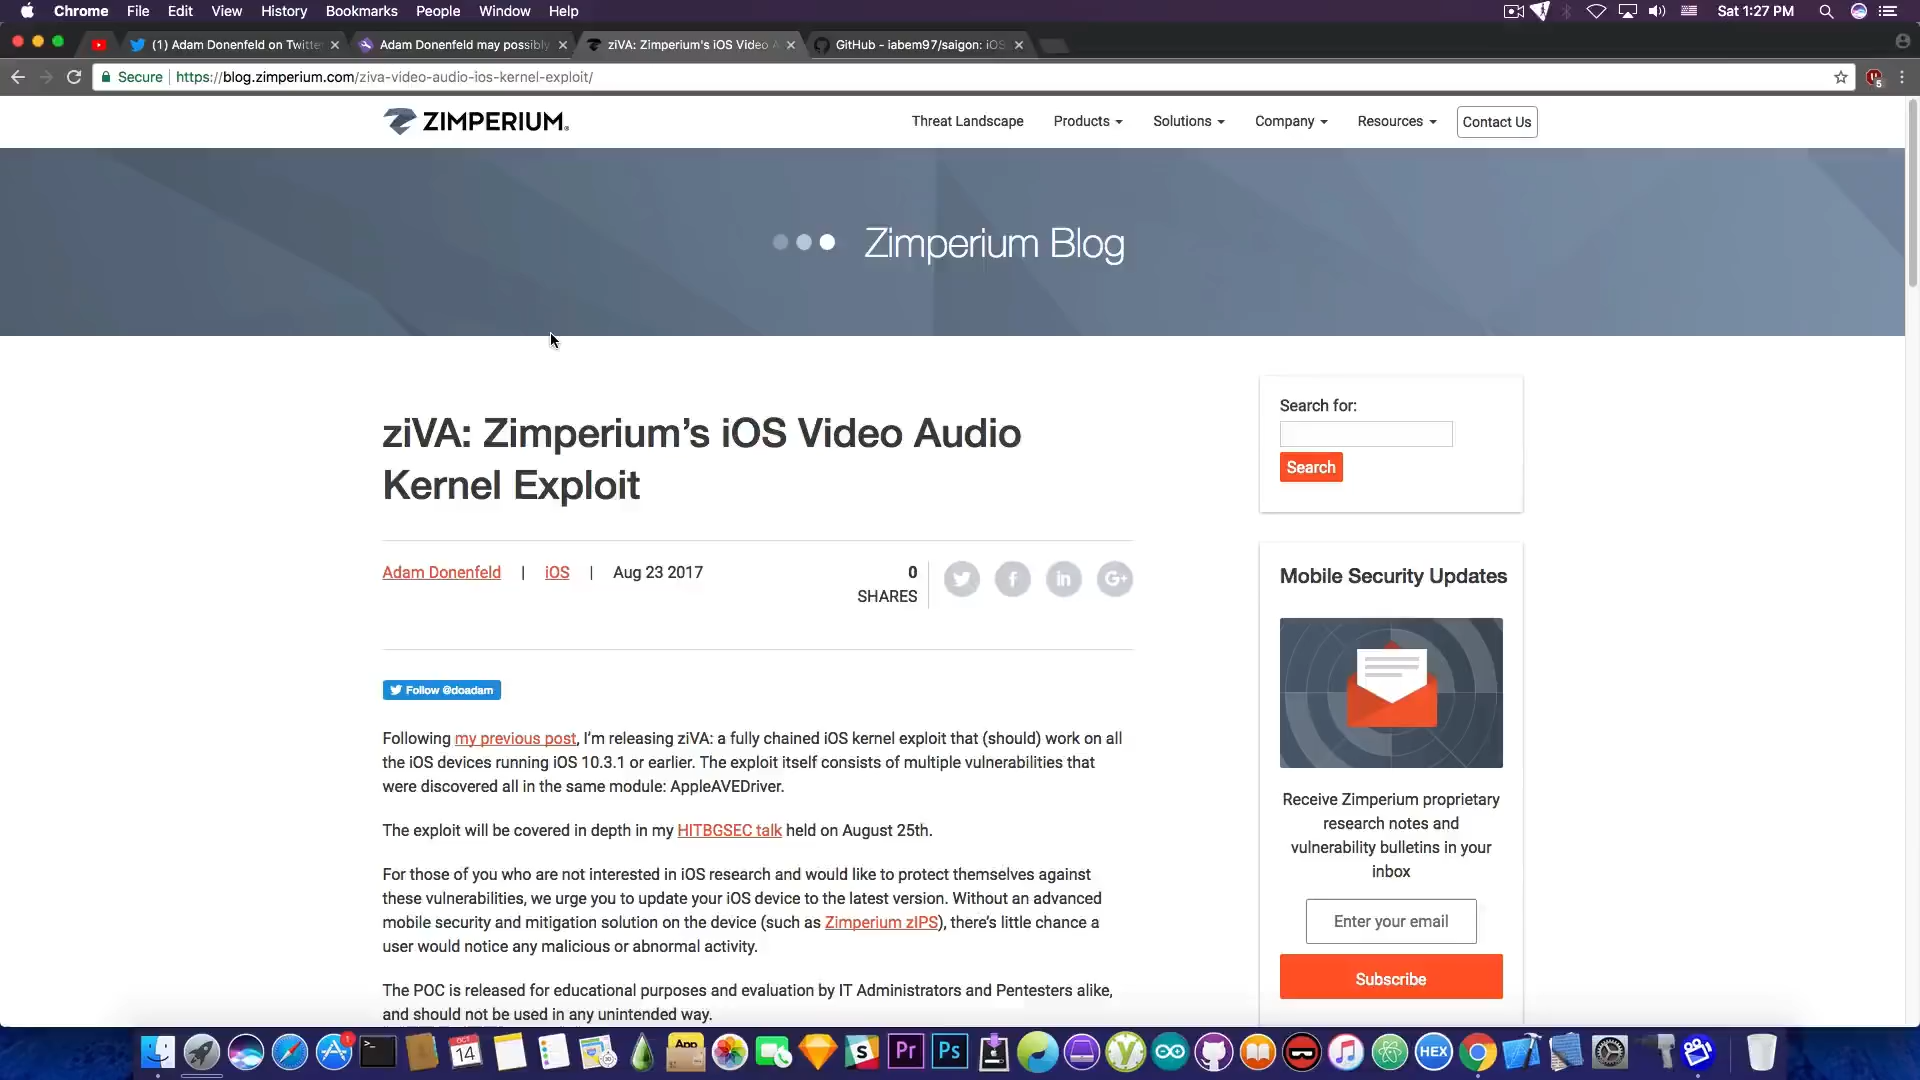 Chrome File Edit View History Bookmarks People Window Help Sat 1:27 PM
(1) Adam Donenfeld on Twitte
Adam Donenfeld may possibly
ziVA: Zimperium's iOS Video A
GitHub - iabem97/saigon: iOS
Secure https://blog.zimperium.com/ziva-video-audio-ios-kernel-exploit/
5
ZIMPERIUM
Threat Landscape Products Solutions Company Resources Contact Us
Zimperium Blog
ziVA: Zimperium's iOS Video Audio
Kernel Exploit
Adam Donenfeld | iOS | Aug 23 2017
0
SHARES
Follow @doadam
Following my previous post, I'm releasing ziVA: a fully chained iOS kernel exploit that (should) work on all
the iOS devices running iOS 10.3.1 or earlier. The exploit itself consists of multiple vulnerabilities that
were discovered all in the same module: AppleAVEDriver.
The exploit will be covered in depth in my HITBGSEC talk held on August 25th.
For those of you who are not interested in iOS research and would like to protect themselves against
these vulnerabilities, we urge you to update your iOS device to the latest version. Without an advanced
mobile security and mitigation solution on the device (such as Zimperium zIPS), there's little chance a
user would notice any malicious or abnormal activity.
The POC is released for educational purposes and evaluation by IT Administrators and Pentesters alike,
and should not be used in any unintended way.
Search for:
Search
Mobile Security Updates
Receive Zimperium proprietary
research notes and
vulnerability bulletins in your
inbox
Enter your email
Subscribe
1
OCT
14
App
Pr
Ps
HEX